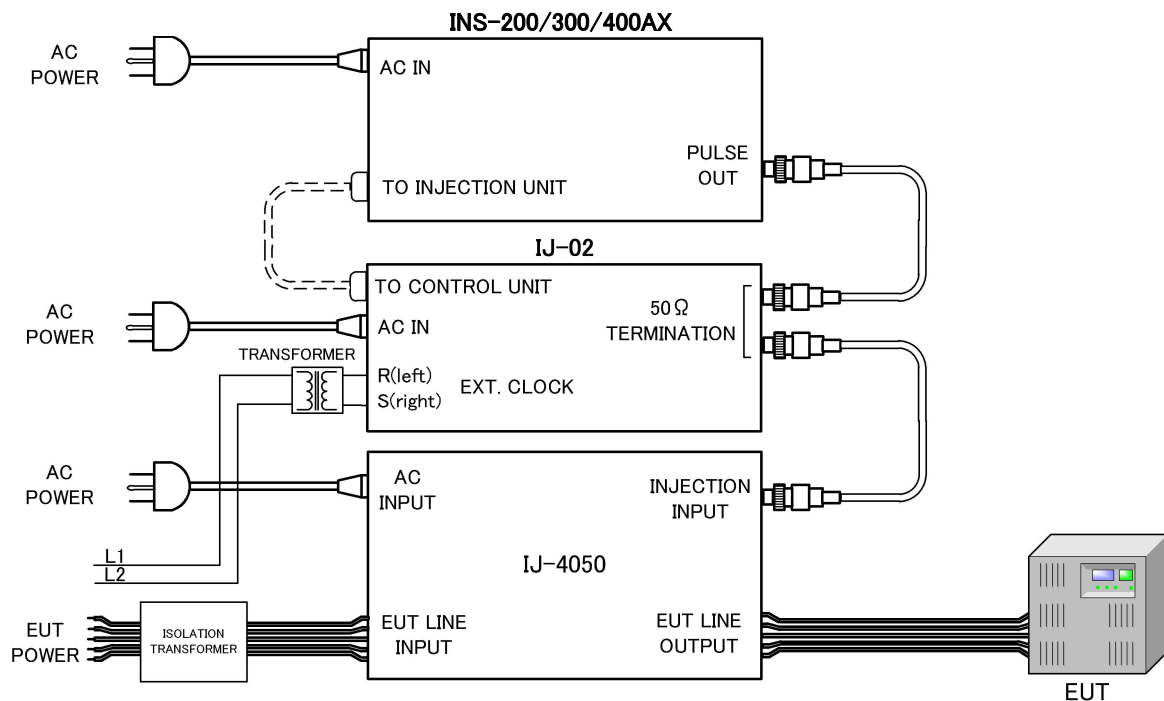 INS-200/300/400AX
AC
POWER
AC IN
PULSE
OUT
TO INJECTION UNIT
IJ-02
TO CONTROL UNIT
AC
POWER
AC IN
50Ω
TERMINATION
TRANSFORMER
R(left)
S(right)
EXT. CLOCK
AC
POWER
AC
INPUT
INJECTION
INPUT
IJ-4050
L1
L2
EUT
POWER
ISOLATION
TRANSFORMER
EUT LINE
INPUT
EUT LINE
OUTPUT
EUT